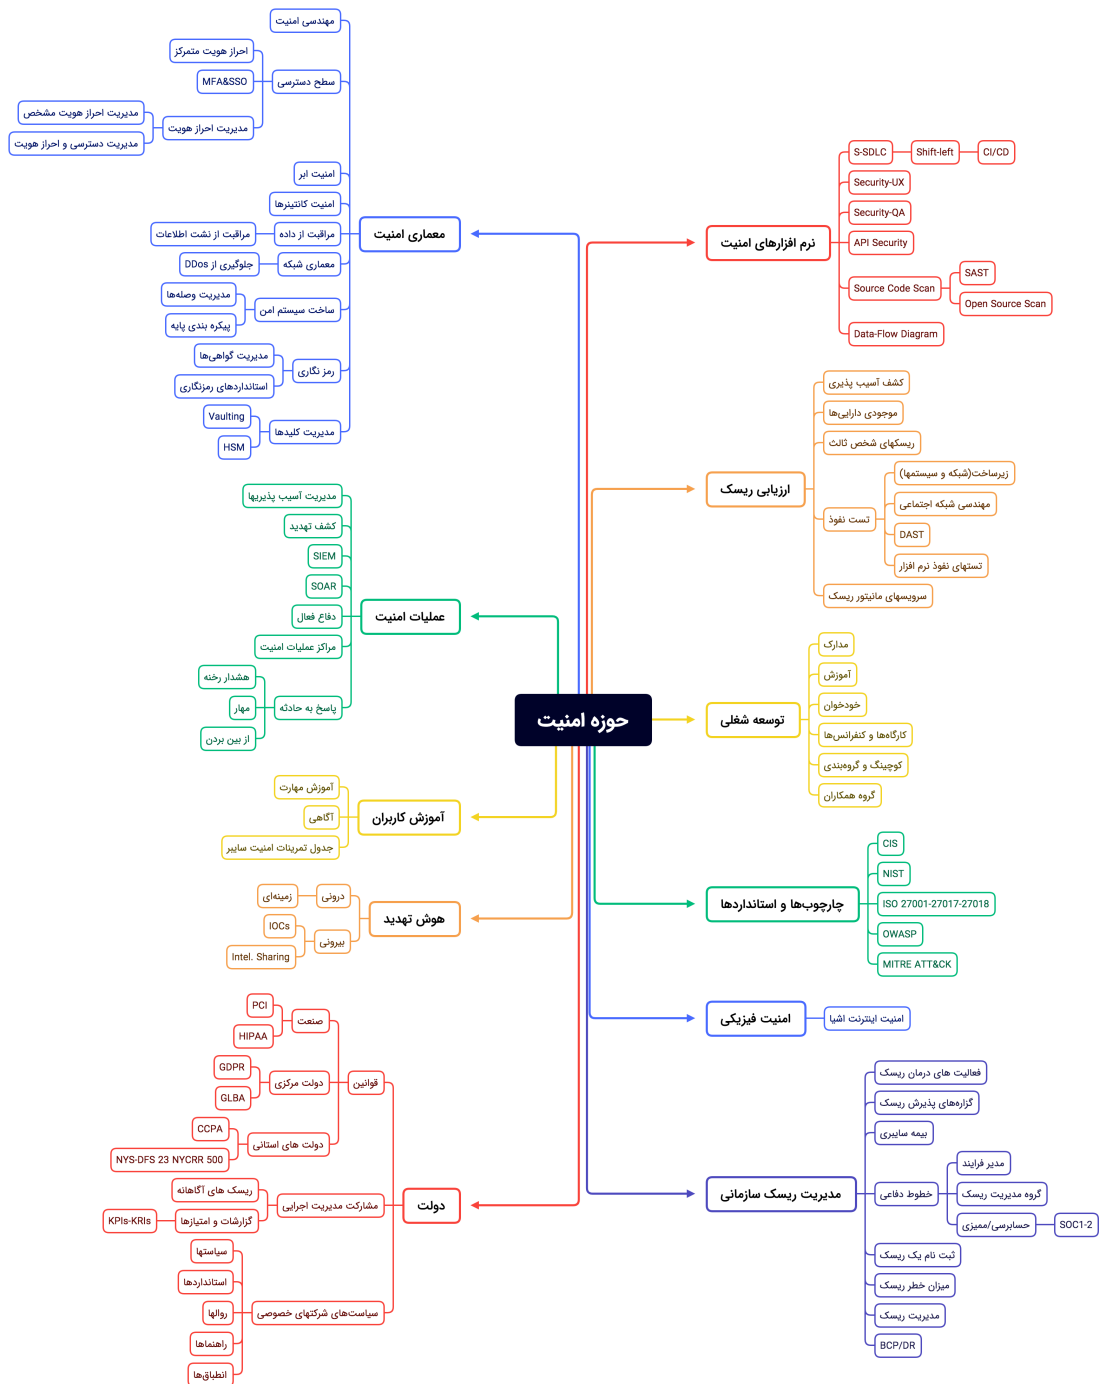 حوزه امنیت
نرم افزارهای امنیت
S-SDLC
Shift-left
CI/CD
Security-UX
Security-QA
API Security
Source Code Scan
SAST
Open Source Scan
Data-Flow Diagram
ارزیابی ریسک
کشف آسیب پذیری
موجودی دارایی‌ها
ریسکهای شخص ثالث
تست نفوذ
زیرساخت(شبکه و سیستمها)
مهندسی شبکه اجتماعی
DAST
تستهای نفوذ نرم افزار
سرویسهای مانیتور ریسک
توسعه شغلی
مدارک
آموزش
خودخوان
کارگاه‌ها و کنفرانس‌ها
کوچینگ و گروه‌بندی
گروه همکاران
چارچوب‌ها و استانداردها
CIS
NIST
ISO 27001-27017-27018
OWASP
MITRE ATT&CK
امنیت فیزیکی
امنیت اینترنت اشیا
مدیریت ریسک سازمانی
فعالیت های درمان ریسک
گزاره‌های پذیرش ریسک
بیمه سایبری
خطوط دفاعی
مدیر فرایند
گروه مدیریت ریسک
حسابرسی/ممیزی
SOC1-2
ثبت نام یک ریسک
میزان خطر ریسک
مدیریت ریسک
BCP/DR
معماری امنیت
مهندسی امنیت
سطح دسترسی
احراز هویت متمرکز
MFA&SSO
مدیریت احراز هویت
مدیریت احراز هویت مشخص
مدیریت دسترسی و احراز هویت
امنیت ابر
امنیت کانتینرها
مراقبت از داده
مراقبت از نشت اطلاعات
معماری شبکه
جلوگیری از DDos
ساخت سیستم امن
مدیریت وصله‌ها
پیکره بندی پایه
رمز نگاری
مدیریت گواهی‌ها
استانداردهای رمزنگاری
مدیریت کلیدها
Vaulting
HSM
عملیات امنیت
مدیریت آسیب پذیریها
کشف تهدید
SIEM
SOAR
دفاع فعال
مراکز عملیات امنیت
پاسخ به حادثه
هشدار رخنه
مهار
از بین بردن
آموزش کاربران
آموزش مهارت
آگاهی
جدول تمرینات امنیت سایبر
هوش تهدید
درونی
زمینه‌ای
بیرونی
IOCs
Intel. Sharing
دولت
قوانین
صنعت
PCI
HIPAA
دولت مرکزی
GDPR
GLBA
دولت های استانی
CCPA
NYS-DFS 23 NYCRR 500
مشارکت مدیریت اجرایی
ریسک های آگاهانه
گزارشات و امتیازها
KPIs-KRIs
سیاست‌های شرکتهای خصوصی
سیاستها
استانداردها
روالها
راهنماها
انطباق‌ها